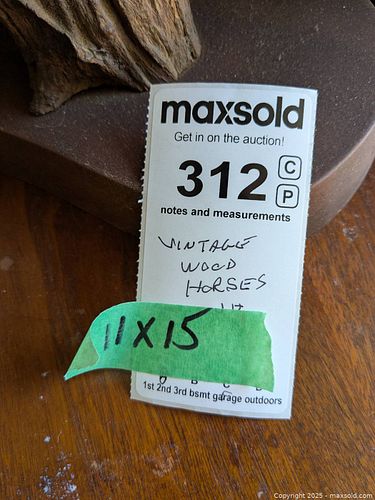 maxsold
Get in on the auction!
312 C
P
notes and measurements
VINTAGE
WOOD
HORSES
11X15
1st 2nd 3rd bsmt garage outdoors
Copyright 2025 - maxsold.com